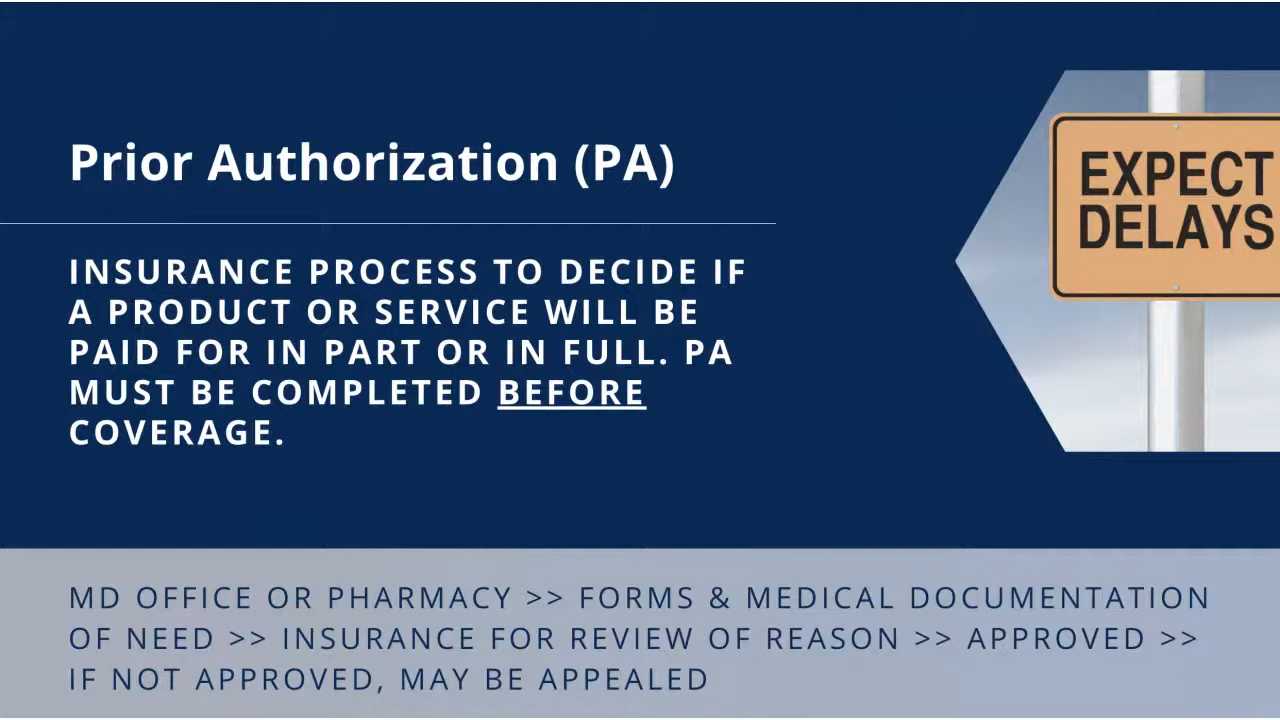 Prior Authorization (PA)
INSURANCE PROCESS TO DECIDE IF
A PRODUCT OR SERVICE WILL BE
PAID FOR IN PART OR IN FULL. PA
MUST BE COMPLETED BEFORE
COVERAGE.
EXPECT
DELAYS
MD OFFICE OR PHARMACY >> FORMS & MEDICAL DOCUMENTATION
OF NEED >> INSURANCE FOR REVIEW OF REASON >> APPROVED >>
IF NOT APPROVED, MAY BE APPEALED